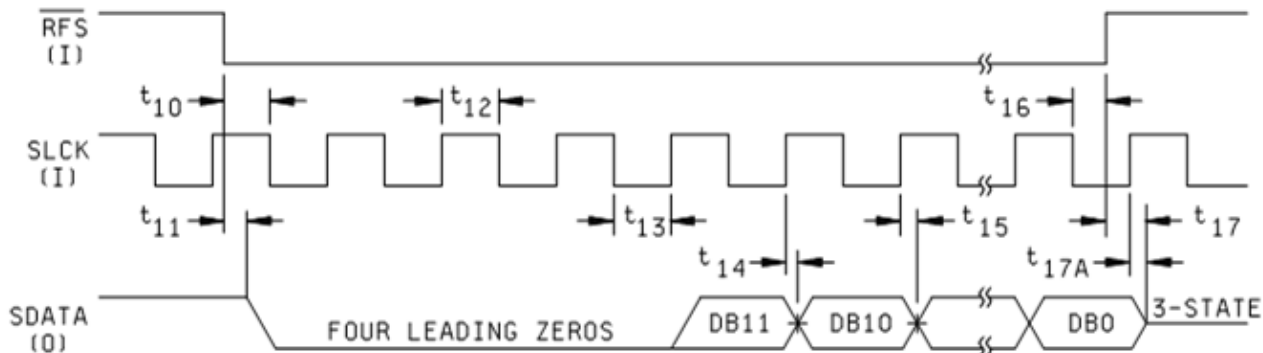 RFS
(I)
t10
t12
t16
SLCK
(I)
t11
t13
t15
t17
t14
t17A
SDATA
(O)
FOUR LEADING ZEROS
DB11
DB10
DB0
3-STATE